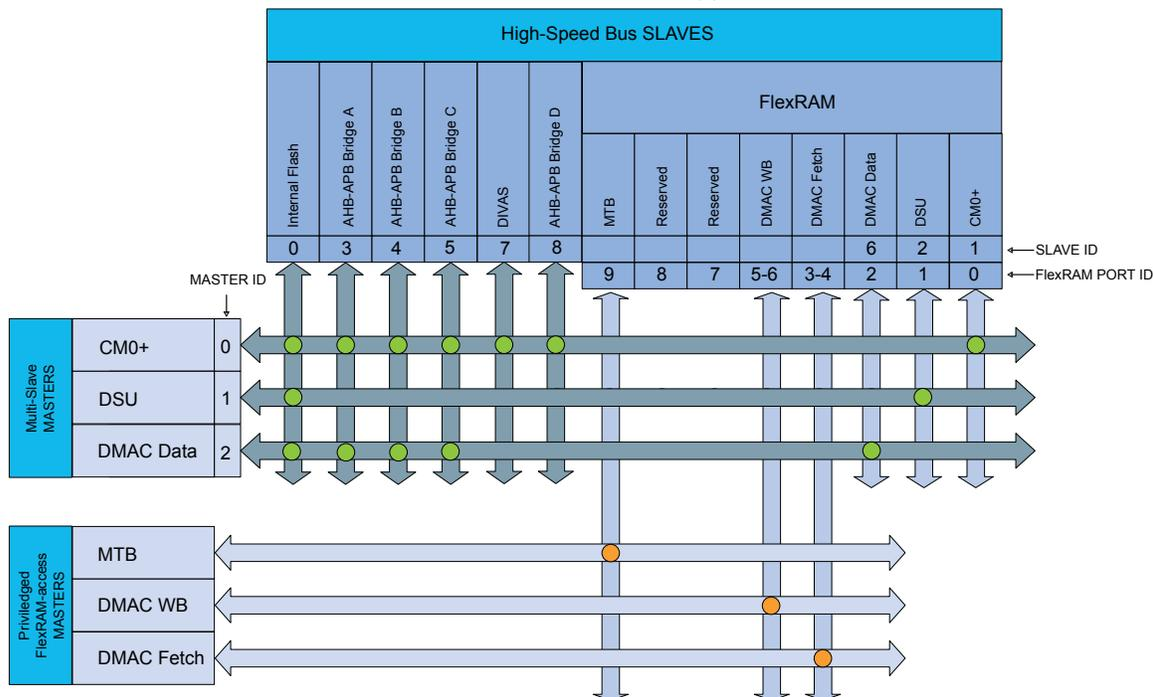 High-Speed Bus SLAVES
FlexRAM
Internal Flash
AHB-APB Bridge A
AHB-APB Bridge B
AHB-APB Bridge C
DIVAS
AHB-APB Bridge D
MTB
Reserved
Reserved
DMAC WB
DMAC Fetch
DMAC Data
DSU
CM0+
0 3 4 5 7 8 6 2 1 SLAVE ID
9 8 7 5-6 3-4 2 1 0 FlexRAM PORT ID
MASTER ID
Multi-Slave
MASTERS
CM0+ 0
DSU 1
DMAC Data 2
Priviledged
FlexRAM-access
MASTERS
MTB
DMAC WB
DMAC Fetch